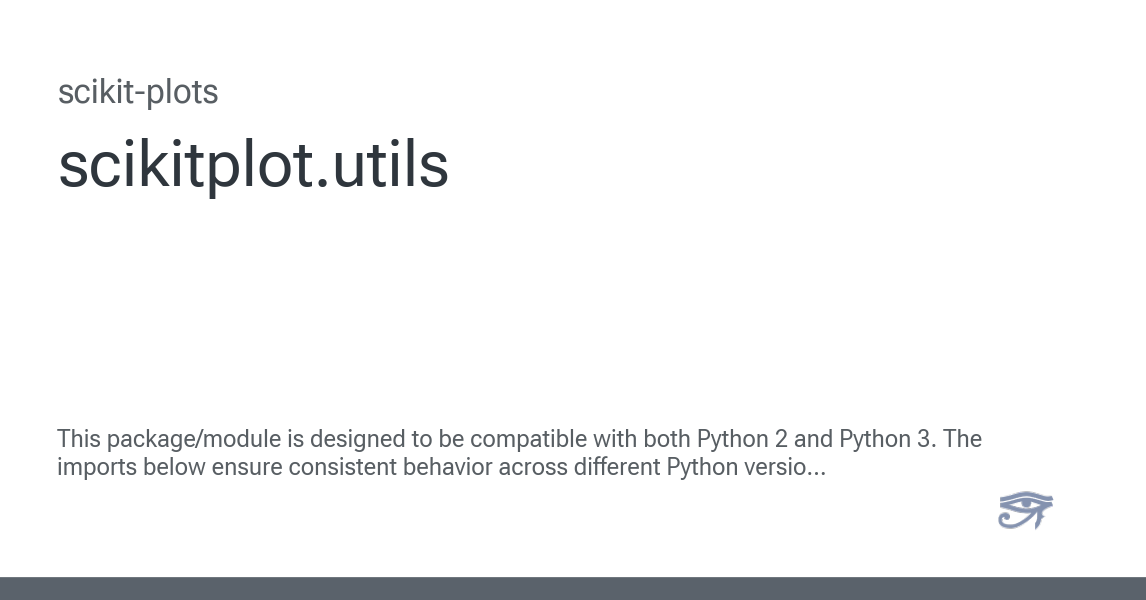 scikit-plots
scikitplot.utils
This package/module is designed to be compatible with both Python 2 and Python 3. The
imports below ensure consistent behavior across different Python versio...